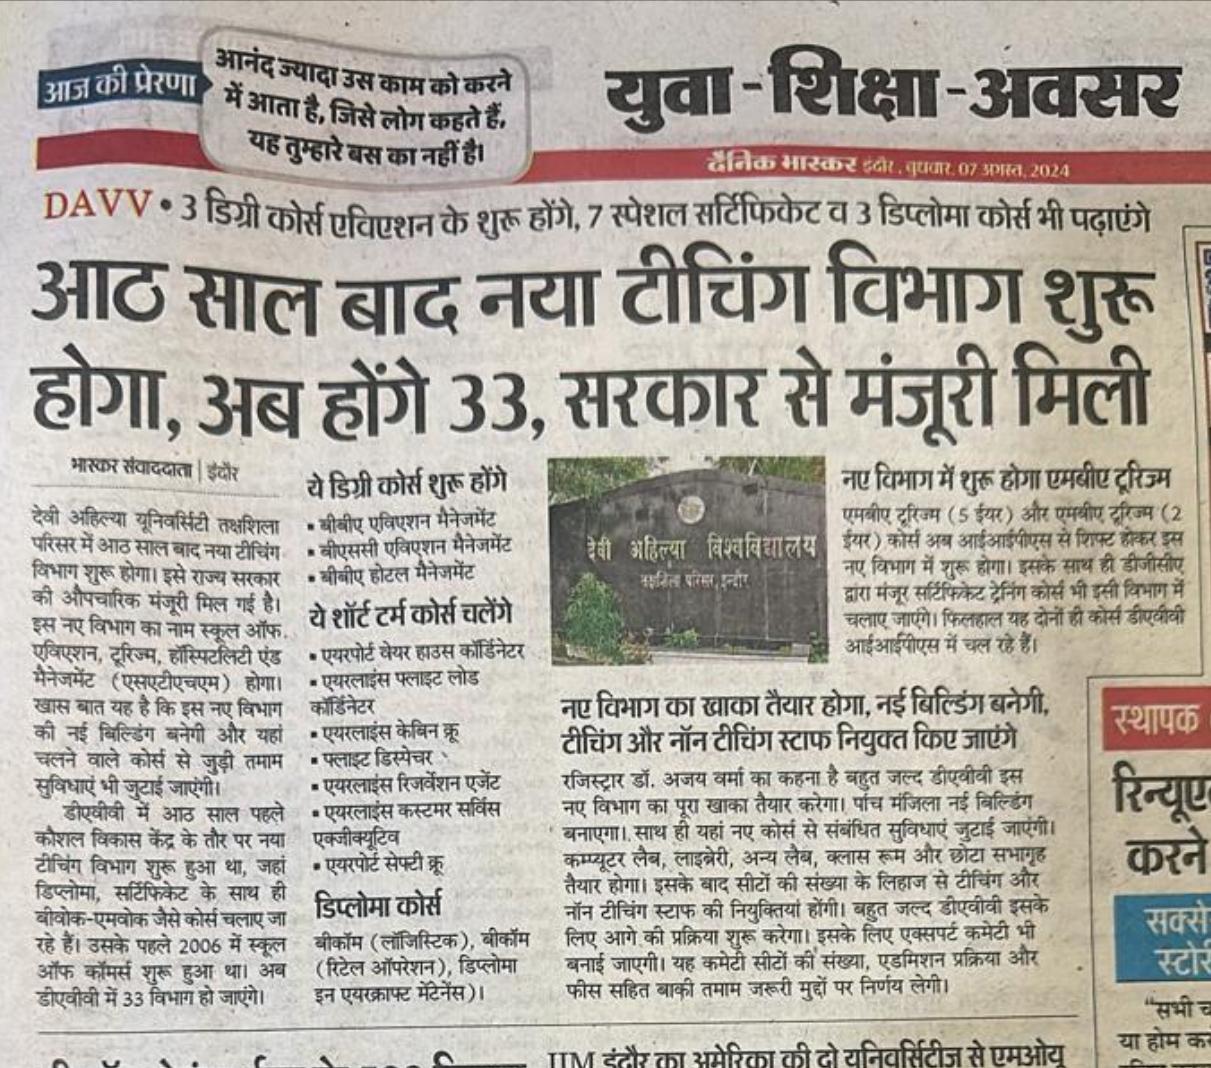 आज की प्रेरणा
आनंद ज्यादा उस काम को करने
में आता है, जिसे लोग कहते हैं,
यह तुम्हारे बस का नहीं है।
युवा-शिक्षा-अवसर
दैनिक भास्कर इंदौर, बुधवार, 07 अगस्त, 2024
DAVV • 3 डिग्री कोर्स एविएशन के शुरू होंगे, 7 स्पेशल सर्टिफिकेट व 3 डिप्लोमा कोर्स भी पढ़ाएंगे
आठ साल बाद नया टीचिंग विभाग शुरू
होगा, अब होंगे 33, सरकार से मंजूरी मिली
भास्कर संवाददाता | इंदौर
देवी अहिल्या यूनिवर्सिटी तक्षशिला
परिसर में आठ साल बाद नया टीचिंग
विभाग शुरू होगा। इसे राज्य सरकार
की औपचारिक मंजूरी मिल गई है।
इस नए विभाग का नाम स्कूल ऑफ
एविएशन, टूरिज्म, हॉस्पिटलिटी एंड
मैनेजमेंट (एसएटीएचएम) होगा।
खास बात यह है कि इस नए विभाग
की नई बिल्डिंग बनेगी और यहां
चलने वाले कोर्स से जुड़ी तमाम
सुविधाएं भी जुटाई जाएंगी।
डीएवीवी में आठ साल पहले
कौशल विकास केंद्र के तौर पर नया
टीचिंग विभाग शुरू हुआ था, जहां
डिप्लोमा, सर्टिफिकेट के साथ ही
बीवोक-एमवोक जैसे कोर्स चलाए जा
रहे हैं। उसके पहले 2006 में स्कूल
ऑफ कॉमर्स शुरू हुआ था। अब
डीएवीवी में 33 विभाग हो जाएंगे।
ये डिग्री कोर्स शुरू होंगे
▪ बीबीए एविएशन मैनेजमेंट
▪ बीएससी एविएशन मैनेजमेंट
▪ बीबीए होटल मैनेजमेंट
ये शॉर्ट टर्म कोर्स चलेंगे
▪ एयरपोर्ट वेयर हाउस कॉर्डिनेटर
▪ एयरलाइंस फ्लाइट लोड
कॉर्डिनेटर
▪ एयरलाइंस केबिन क्रू
▪ फ्लाइट डिस्पेचर
▪ एयरलाइंस रिजर्वेशन एजेंट
▪ एयरलाइंस कस्टमर सर्विस
एक्जीक्यूटिव
▪ एयरपोर्ट सेफ्टी क्रू
डिप्लोमा कोर्स
बीकॉम (लॉजिस्टिक), बीकॉम
(रिटेल ऑपरेशन), डिप्लोमा
इन एयरक्राफ्ट मेंटेनेंस)।
देवी अहिल्या विश्वविद्यालय
तक्षशिला परिसर, इन्दौर
नए विभाग में शुरू होगा एमबीए टूरिज्म
एमबीए टूरिज्म (5 ईयर) और एमबीए टूरिज्म (2
ईयर) कोर्स अब आईआईपीएस से शिफ्ट होकर इस
नए विभाग में शुरू होगा। इसके साथ ही डीजीसीए
द्वारा मंजूर सर्टिफिकेट ट्रेनिंग कोर्स भी इसी विभाग में
चलाए जाएंगे। फिलहाल यह दोनों ही कोर्स डीएवीवी
आईआईपीएस में चल रहे हैं।
नए विभाग का खाका तैयार होगा, नई बिल्डिंग बनेगी,
टीचिंग और नॉन टीचिंग स्टाफ नियुक्त किए जाएंगे
रजिस्ट्रार डॉ. अजय वर्मा का कहना है बहुत जल्द डीएवीवी इस
नए विभाग का पूरा खाका तैयार करेगा। पांच मंजिला नई बिल्डिंग
बनाएगा। साथ ही यहां नए कोर्स से संबंधित सुविधाएं जुटाई जाएंगी।
कम्प्यूटर लैब, लाइब्रेरी, अन्य लैब, क्लास रूम और छोटा सभागृह
तैयार होगा। इसके बाद सीटों की संख्या के लिहाज से टीचिंग और
नॉन टीचिंग स्टाफ की नियुक्तियां होंगी। बहुत जल्द डीएवीवी इसके
लिए आगे की प्रक्रिया शुरू करेगा। इसके लिए एक्सपर्ट कमेटी भी
बनाई जाएगी। यह कमेटी सीटों की संख्या, एडमिशन प्रक्रिया और
फीस सहित बाकी तमाम जरूरी मुद्दों पर निर्णय लेगी।
स्थापक
रिन्यूए
करने
सक्से
स्टोरी
"सभी
या होम
IIM इंदौर का अमेरिका की दो यूनिवर्सिटीज से एमओयू